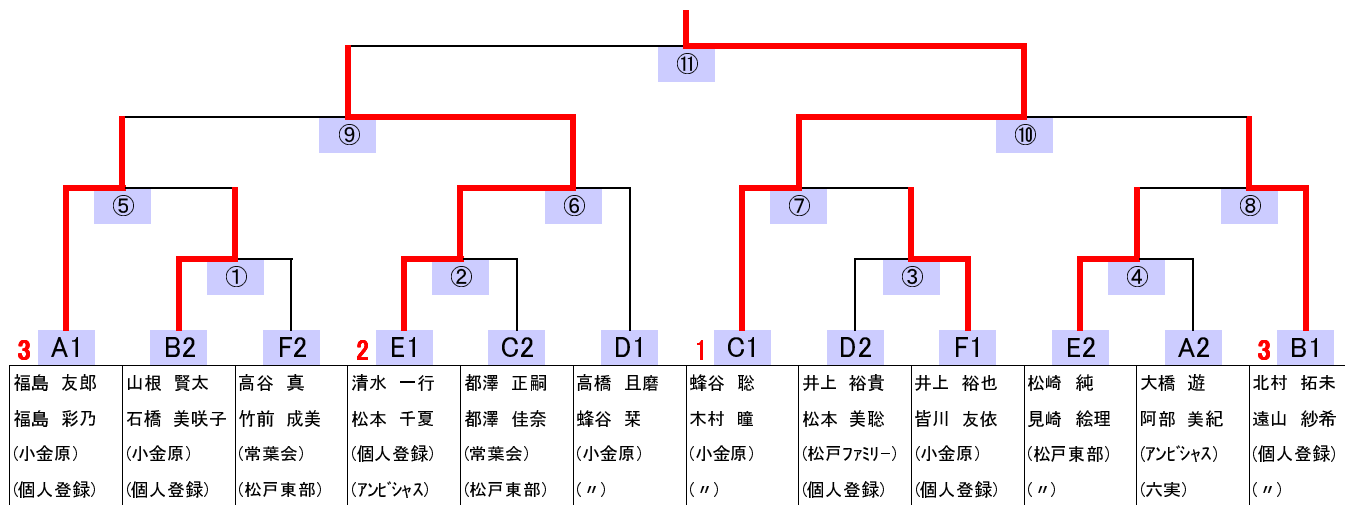 ⑪
⑨ ⑩
⑤ ⑥ ⑦ ⑧
① ② ③ ④
3 A1 B2 F2 2 E1 C2 D1 1 C1 D2 F1 E2 A2 3 B1
福島 友郎 山根 賢太 高谷 真 清水 一行 都澤 正嗣 高橋 且磨 蜂谷 聡 井上 裕貴 井上 裕也 松崎 純 大橋 遊 北村 拓未
福島 彩乃 石橋 美咲子 竹前 成美 松本 千夏 都澤 佳奈 蜂谷 栞 木村 瞳 松本 美聡 皆川 友依 見崎 絵理 阿部 美紀 遠山 紗希
(小金原) (小金原) (常葉会) (個人登録) (常葉会) (小金原) (小金原) (松戸ファミリー) (小金原) (松戸東部) (アンビシャス) (個人登録)
(個人登録) (個人登録) (松戸東部) (アンビシャス) (松戸東部) (〃) (〃) (個人登録) (個人登録) (〃) (六実) (〃)